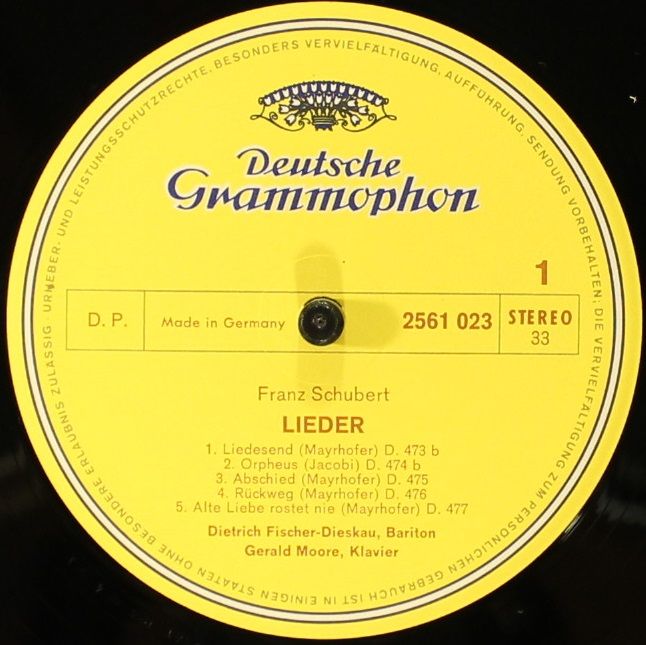 URHEBER- UND LEISTUNGSSCHUTZRECHTE, BESONDERS VERVIELFÄLTIGUNG, AUFFÜHRUNG, SENDUNG VORBEHALTEN; DIE VERVIELFÄLTIGUNG ZUM PERSÖNLICHEN GEBRAUCH IST IN EINIGEN STAATEN OHNE BESONDERE ERLAUBNIS ZULÄSSIG ·
Deutsche
Grammophon
1
D. P.
Made in Germany
2561 023
STEREO
33
Franz Schubert
LIEDER
1. Liedesend (Mayrhofer) D. 473 b
2. Orpheus (Jacobi) D. 474 b
3. Abschied (Mayrhofer) D. 475
4. Rückweg (Mayrhofer) D. 476
5. Alte Liebe rostet nie (Mayrhofer) D. 477
Dietrich Fischer-Dieskau, Bariton
Gerald Moore, Klavier